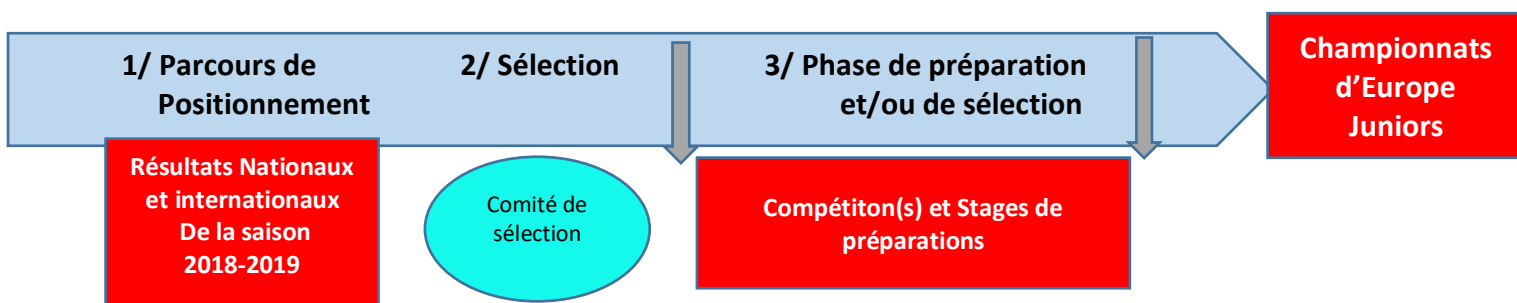 1/ Parcours de
Positionnement
2/ Sélection
3/ Phase de préparation
et/ou de sélection
Championnats
d’Europe
Juniors
Résultats Nationaux
et internationaux
De la saison
2018-2019
Comité de
sélection
Compétiton(s) et Stages de
préparations